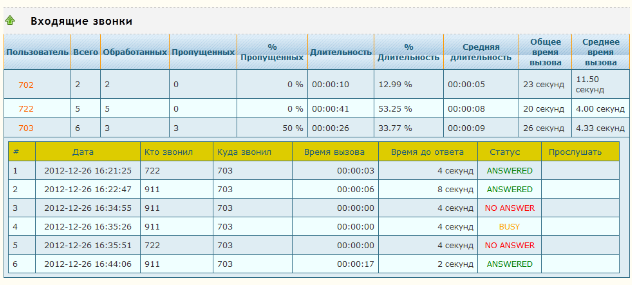 Входящие звонки
Пользователь Всего Обработанных Пропущенных % Пропущенных Длительность % Длительность Средняя длительность Общее время вызова Среднее время вызова
702 2 2 0 0 % 00:00:10 12.99 % 00:00:05 23 секунд 11.50 секунд
722 5 5 0 0 % 00:00:41 53.25 % 00:00:08 20 секунд 4.00 секунд
703 6 3 3 50 % 00:00:26 33.77 % 00:00:09 26 секунд 4.33 секунд
# Дата Кто звонил Куда звонил Время вызова Время до ответа Статус Прослушать
1 2012-12-26 16:21:25 722 703 00:00:03 4 секунд ANSWERED
2 2012-12-26 16:22:47 911 703 00:00:06 8 секунд ANSWERED
3 2012-12-26 16:34:55 911 703 00:00:00 4 секунд NO ANSWER
4 2012-12-26 16:35:26 911 703 00:00:00 4 секунд BUSY
5 2012-12-26 16:35:51 722 703 00:00:00 4 секунд NO ANSWER
6 2012-12-26 16:44:06 911 703 00:00:17 2 секунд ANSWERED